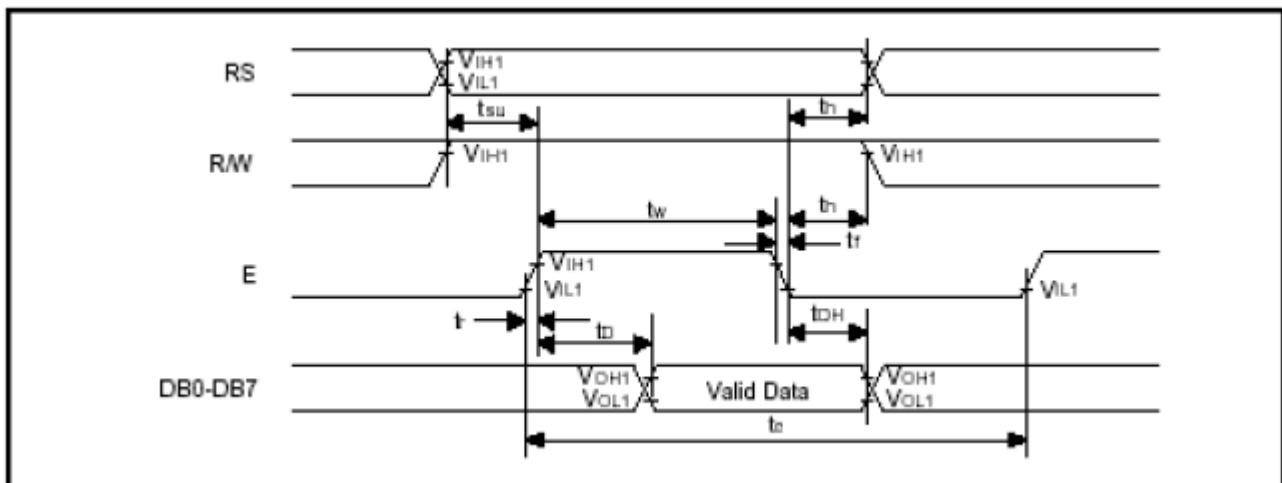 RS
VIH1
VIL1
tsu
th
R/W
VIH1
VIH1
tw
th
tf
E
VIH1
VIL1
VIL1
tr
tD
tDH
DB0-DB7
VOH1
VOL1
Valid Data
VOH1
VOL1
tc